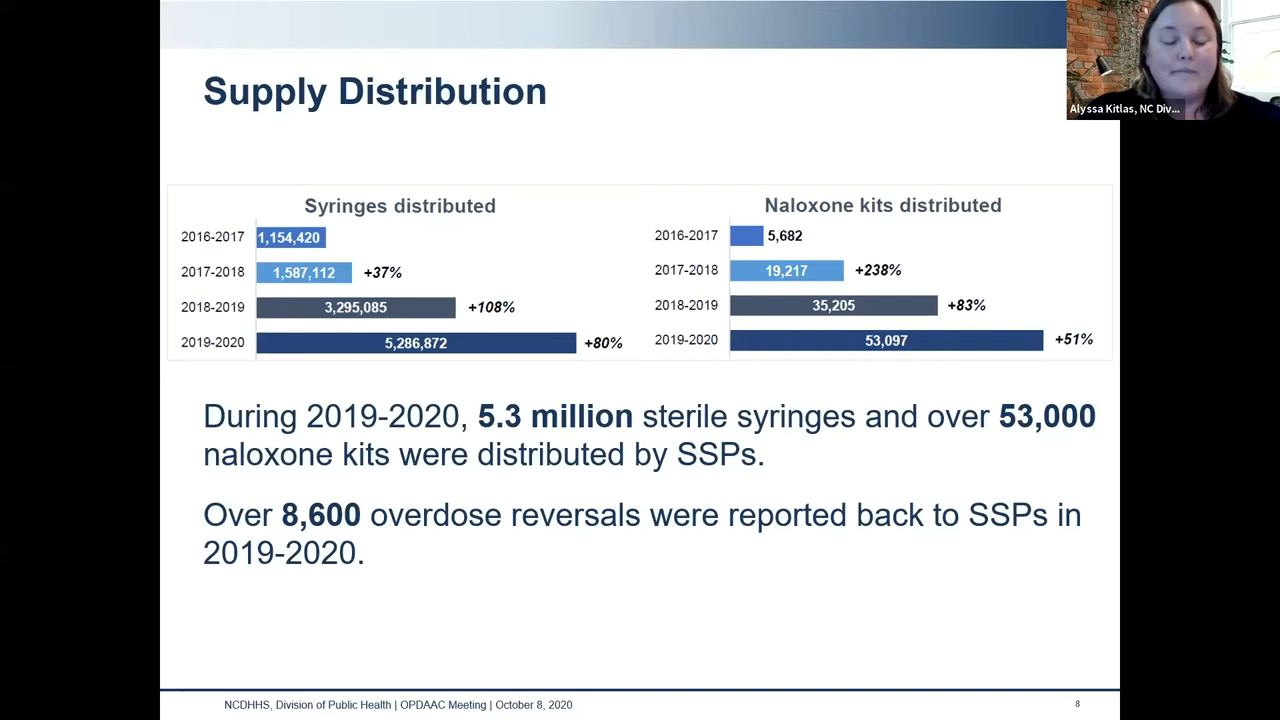 Alyssa Kitlas, NC Div...
Supply Distribution
Syringes distributed
2016-2017 1,154,420
2017-2018 1,587,112 +37%
2018-2019 3,295,085 +108%
2019-2020 5,286,872 +80%
Naloxone kits distributed
2016-2017 5,682
2017-2018 19,217 +238%
2018-2019 35,205 +83%
2019-2020 53,097 +51%
During 2019-2020, 5.3 million sterile syringes and over 53,000
naloxone kits were distributed by SSPs.
Over 8,600 overdose reversals were reported back to SSPs in
2019-2020.
NCDHHS, Division of Public Health | OPDAAC Meeting | October 8, 2020
8